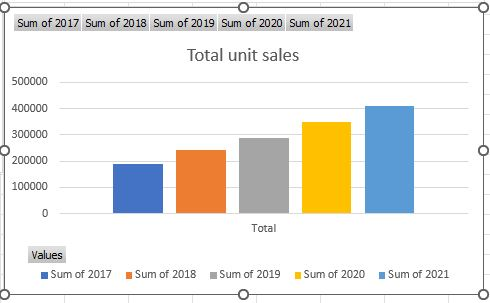 Sum of 2017 Sum of 2018 Sum of 2019 Sum of 2020 Sum of 2021
Total unit sales
500000
400000
300000
200000
100000
0
Total
Values
Sum of 2017 Sum of 2018 Sum of 2019 Sum of 2020 Sum of 2021